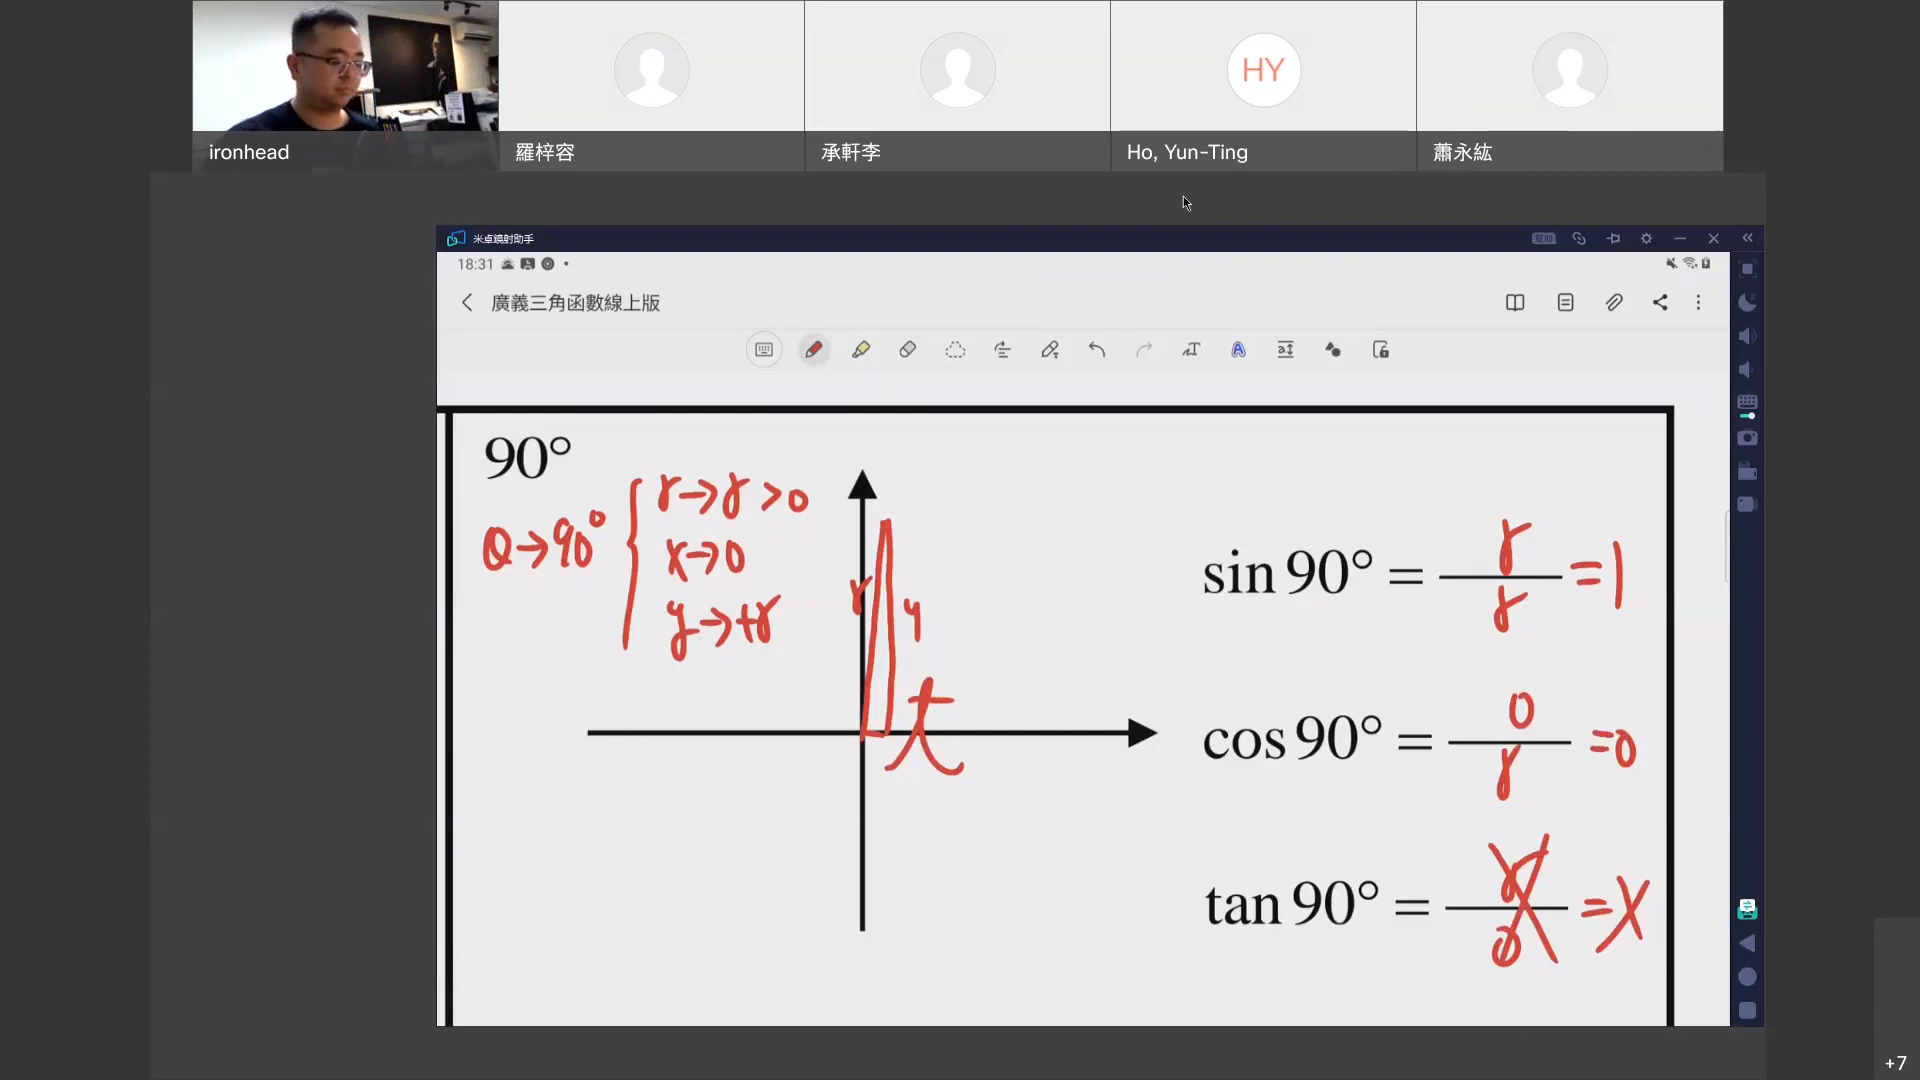 HY
ironhead
羅梓容
承軒李
Ho, Yun-Ting
蕭永紘
米卓鏡射助手
18:31
廣義三角函數線上版
90°
θ→90° { r→r>0
x→0
y→+r
r
y
x
sin 90° = r/r =1
cos 90° = 0/r =0
tan 90° = r/0 =X
+7